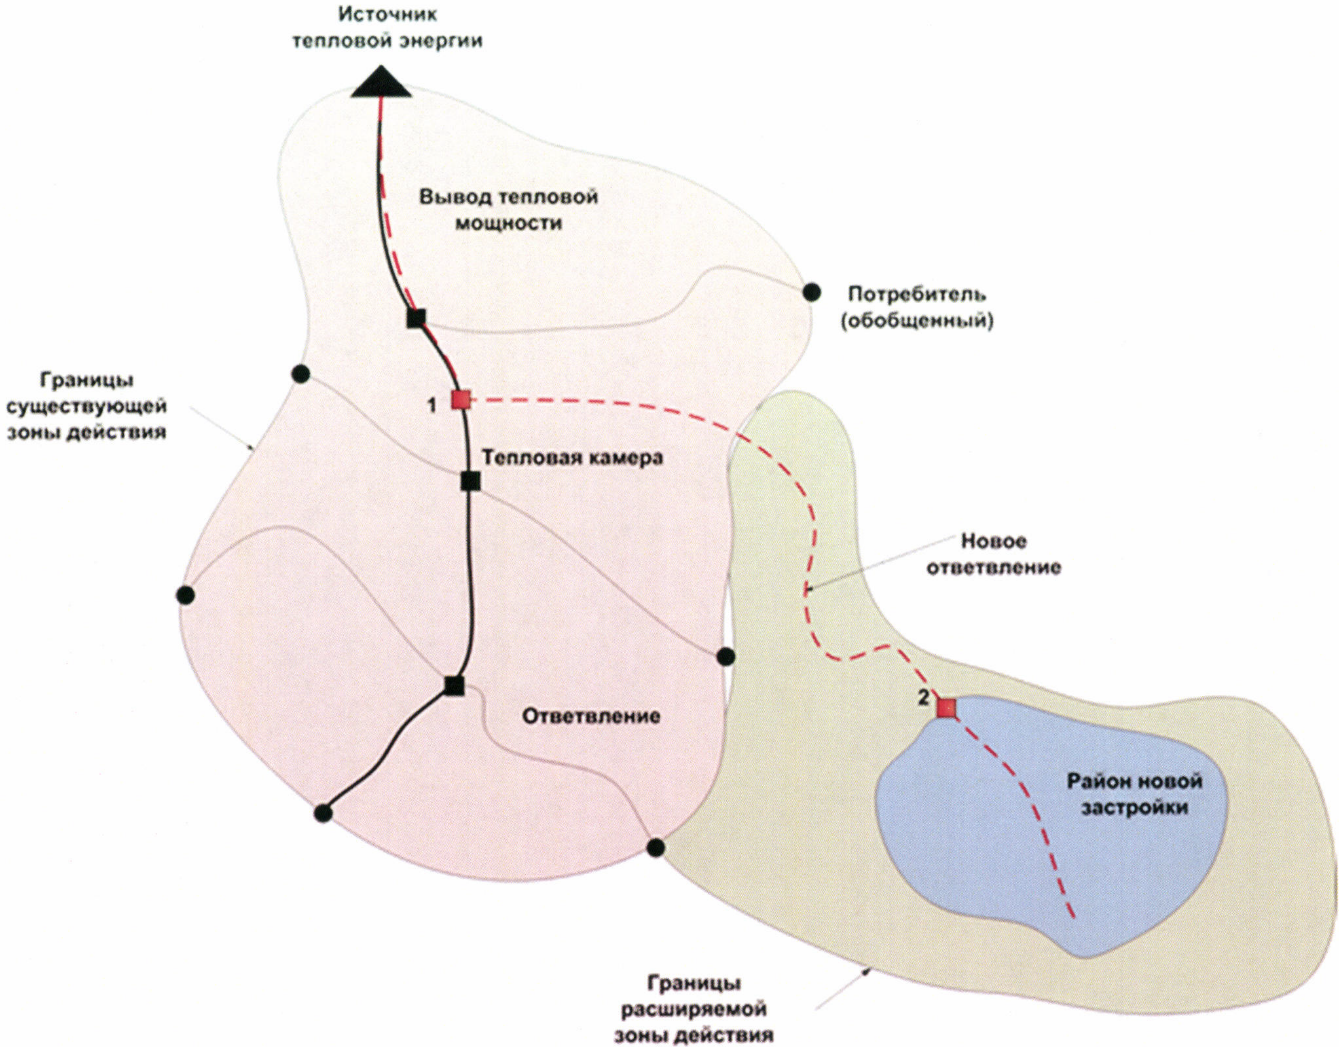 Источник
тепловой энергии
Вывод тепловой
мощности
Потребитель
(обобщенный)
Границы
существующей
зоны действия
1
Тепловая камера
Новое
ответвление
2
Ответвление
Район новой
застройки
Границы
расширяемой
зоны действия